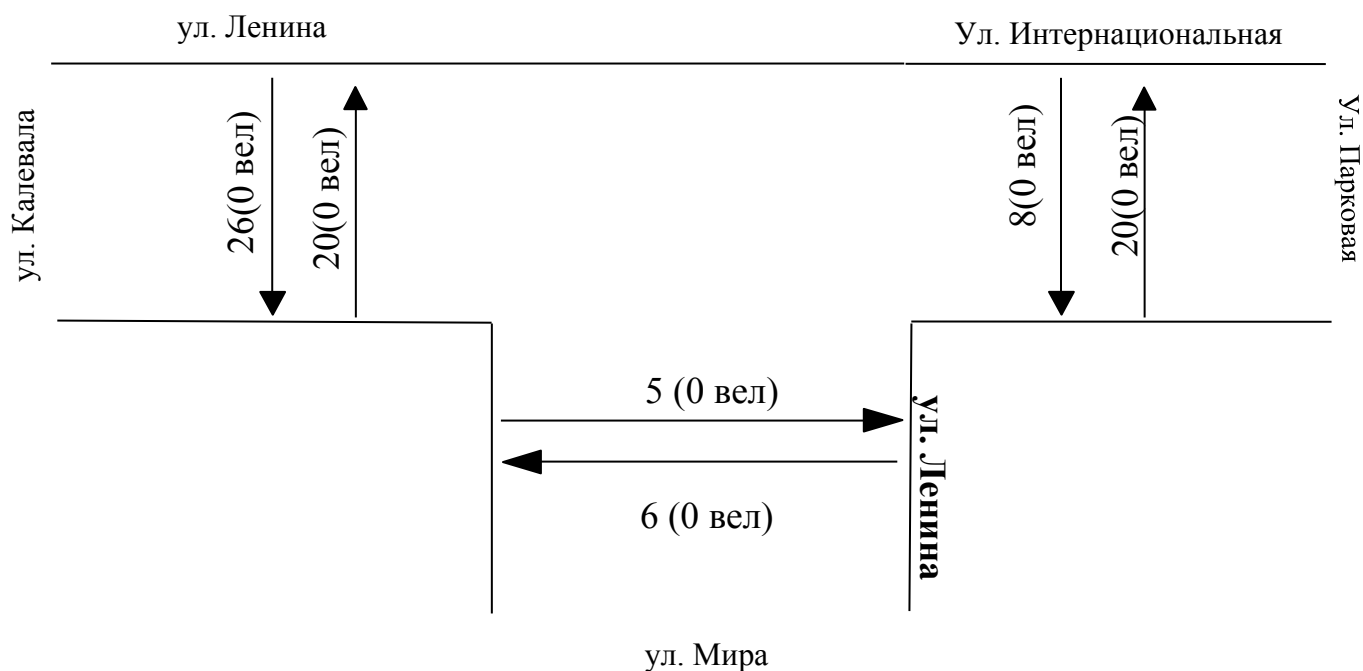 ул. Ленина
Ул. Интернациональная
ул. Калевала
26(0 вел)
20(0 вел)
8(0 вел)
20(0 вел)
Ул. Парковая
5 (0 вел)
ул. Ленина
6 (0 вел)
ул. Мира